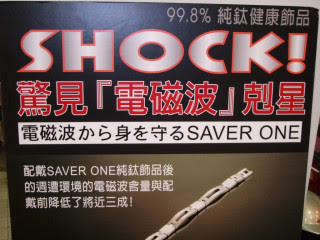 99.8% 純鈦健康飾品
SHOCK!
驚見『電磁波』剋星
電磁波から身を守るSAVER ONE
配戴SAVER ONE純鈦飾品後
的週遭環境的電磁波含量與配
戴前降低了將近三成!